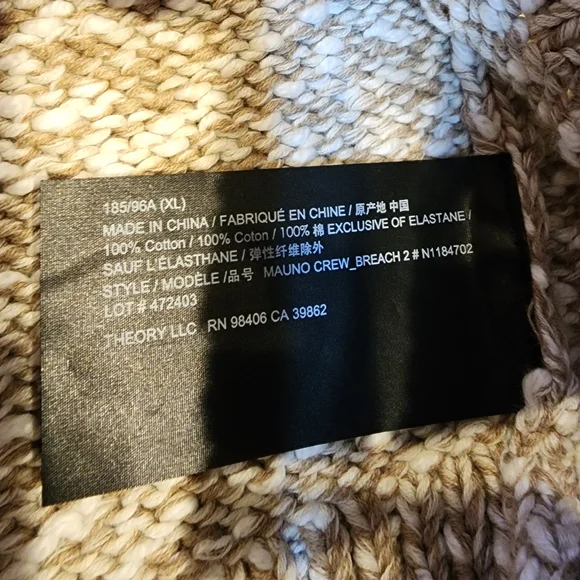 185/96A (XL)
MADE IN CHINA / FABRIQUÉ EN CHINE / 原产地 中国
100% Cotton / 100% Coton / 100% 棉 EXCLUSIVE OF ELASTANE /
SAUF L'ÉLASTHANE / 弹性纤维除外
STYLE / MODÈLE /品号 MAUNO CREW_BREACH 2 # N1184702
LOT # 472403
THEORY LLC RN 98406 CA 39862